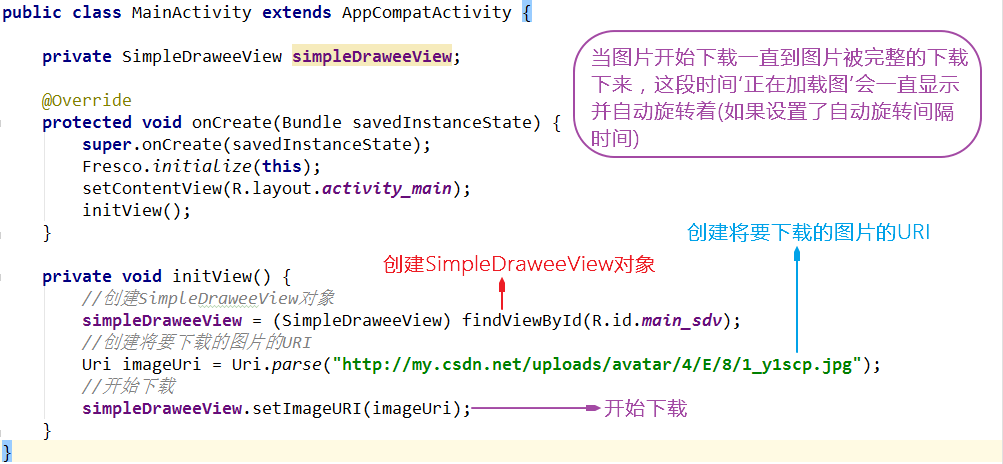 public class MainActivity extends AppCompatActivity {
private SimpleDraweeView simpleDraweeView;
当图片开始下载一直到图片被完整的下载
下来，这段时间‘正在加载图’会一直显示
并自动旋转着(如果设置了自动旋转间隔
时间)
@Override
protected void onCreate(Bundle savedInstanceState) {
super.onCreate(savedInstanceState);
Fresco.initialize(this);
setContentView(R.layout.activity_main);
initView();
}
创建将要下载的图片的URI
创建SimpleDraweeView对象
private void initView() {
//创建SimpleDraweeView对象
simpleDraweeView = (SimpleDraweeView) findViewById(R.id.main_sdv);
//创建将要下载的图片的URI
Uri imageUri = Uri.parse("http://my.csdn.net/uploads/avatar/4/E/8/1_y1scp.jpg");
//开始下载
simpleDraweeView.setImageURI(imageUri);
开始下载
}
}